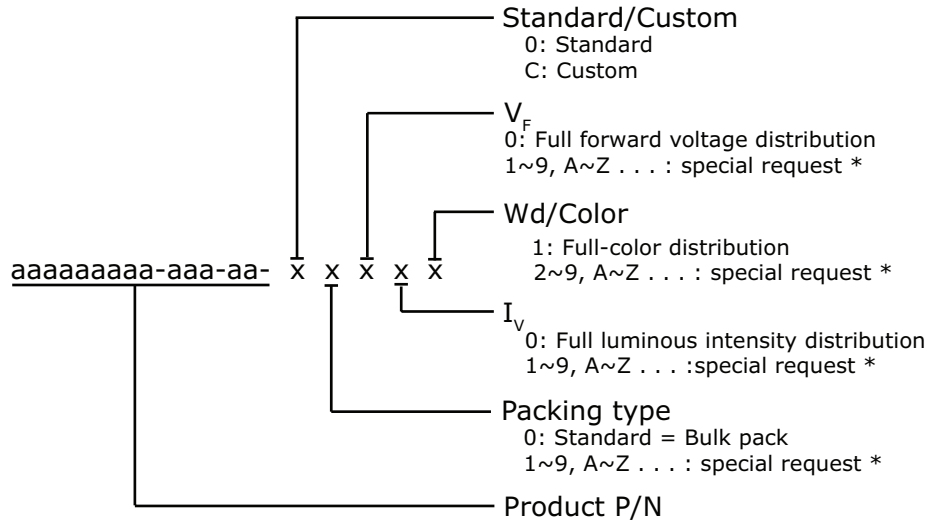 Standard/Custom
0: Standard
C: Custom
VF
0: Full forward voltage distribution
1~9, A~Z . . . : special request *
Wd/Color
1: Full-color distribution
2~9, A~Z . . . : special request *
aaaaaaaaa-aaa-aa- x x x x x
IV
0: Full luminous intensity distribution
1~9, A~Z . . . :special request *
Packing type
0: Standard = Bulk pack
1~9, A~Z . . . : special request *
Product P/N